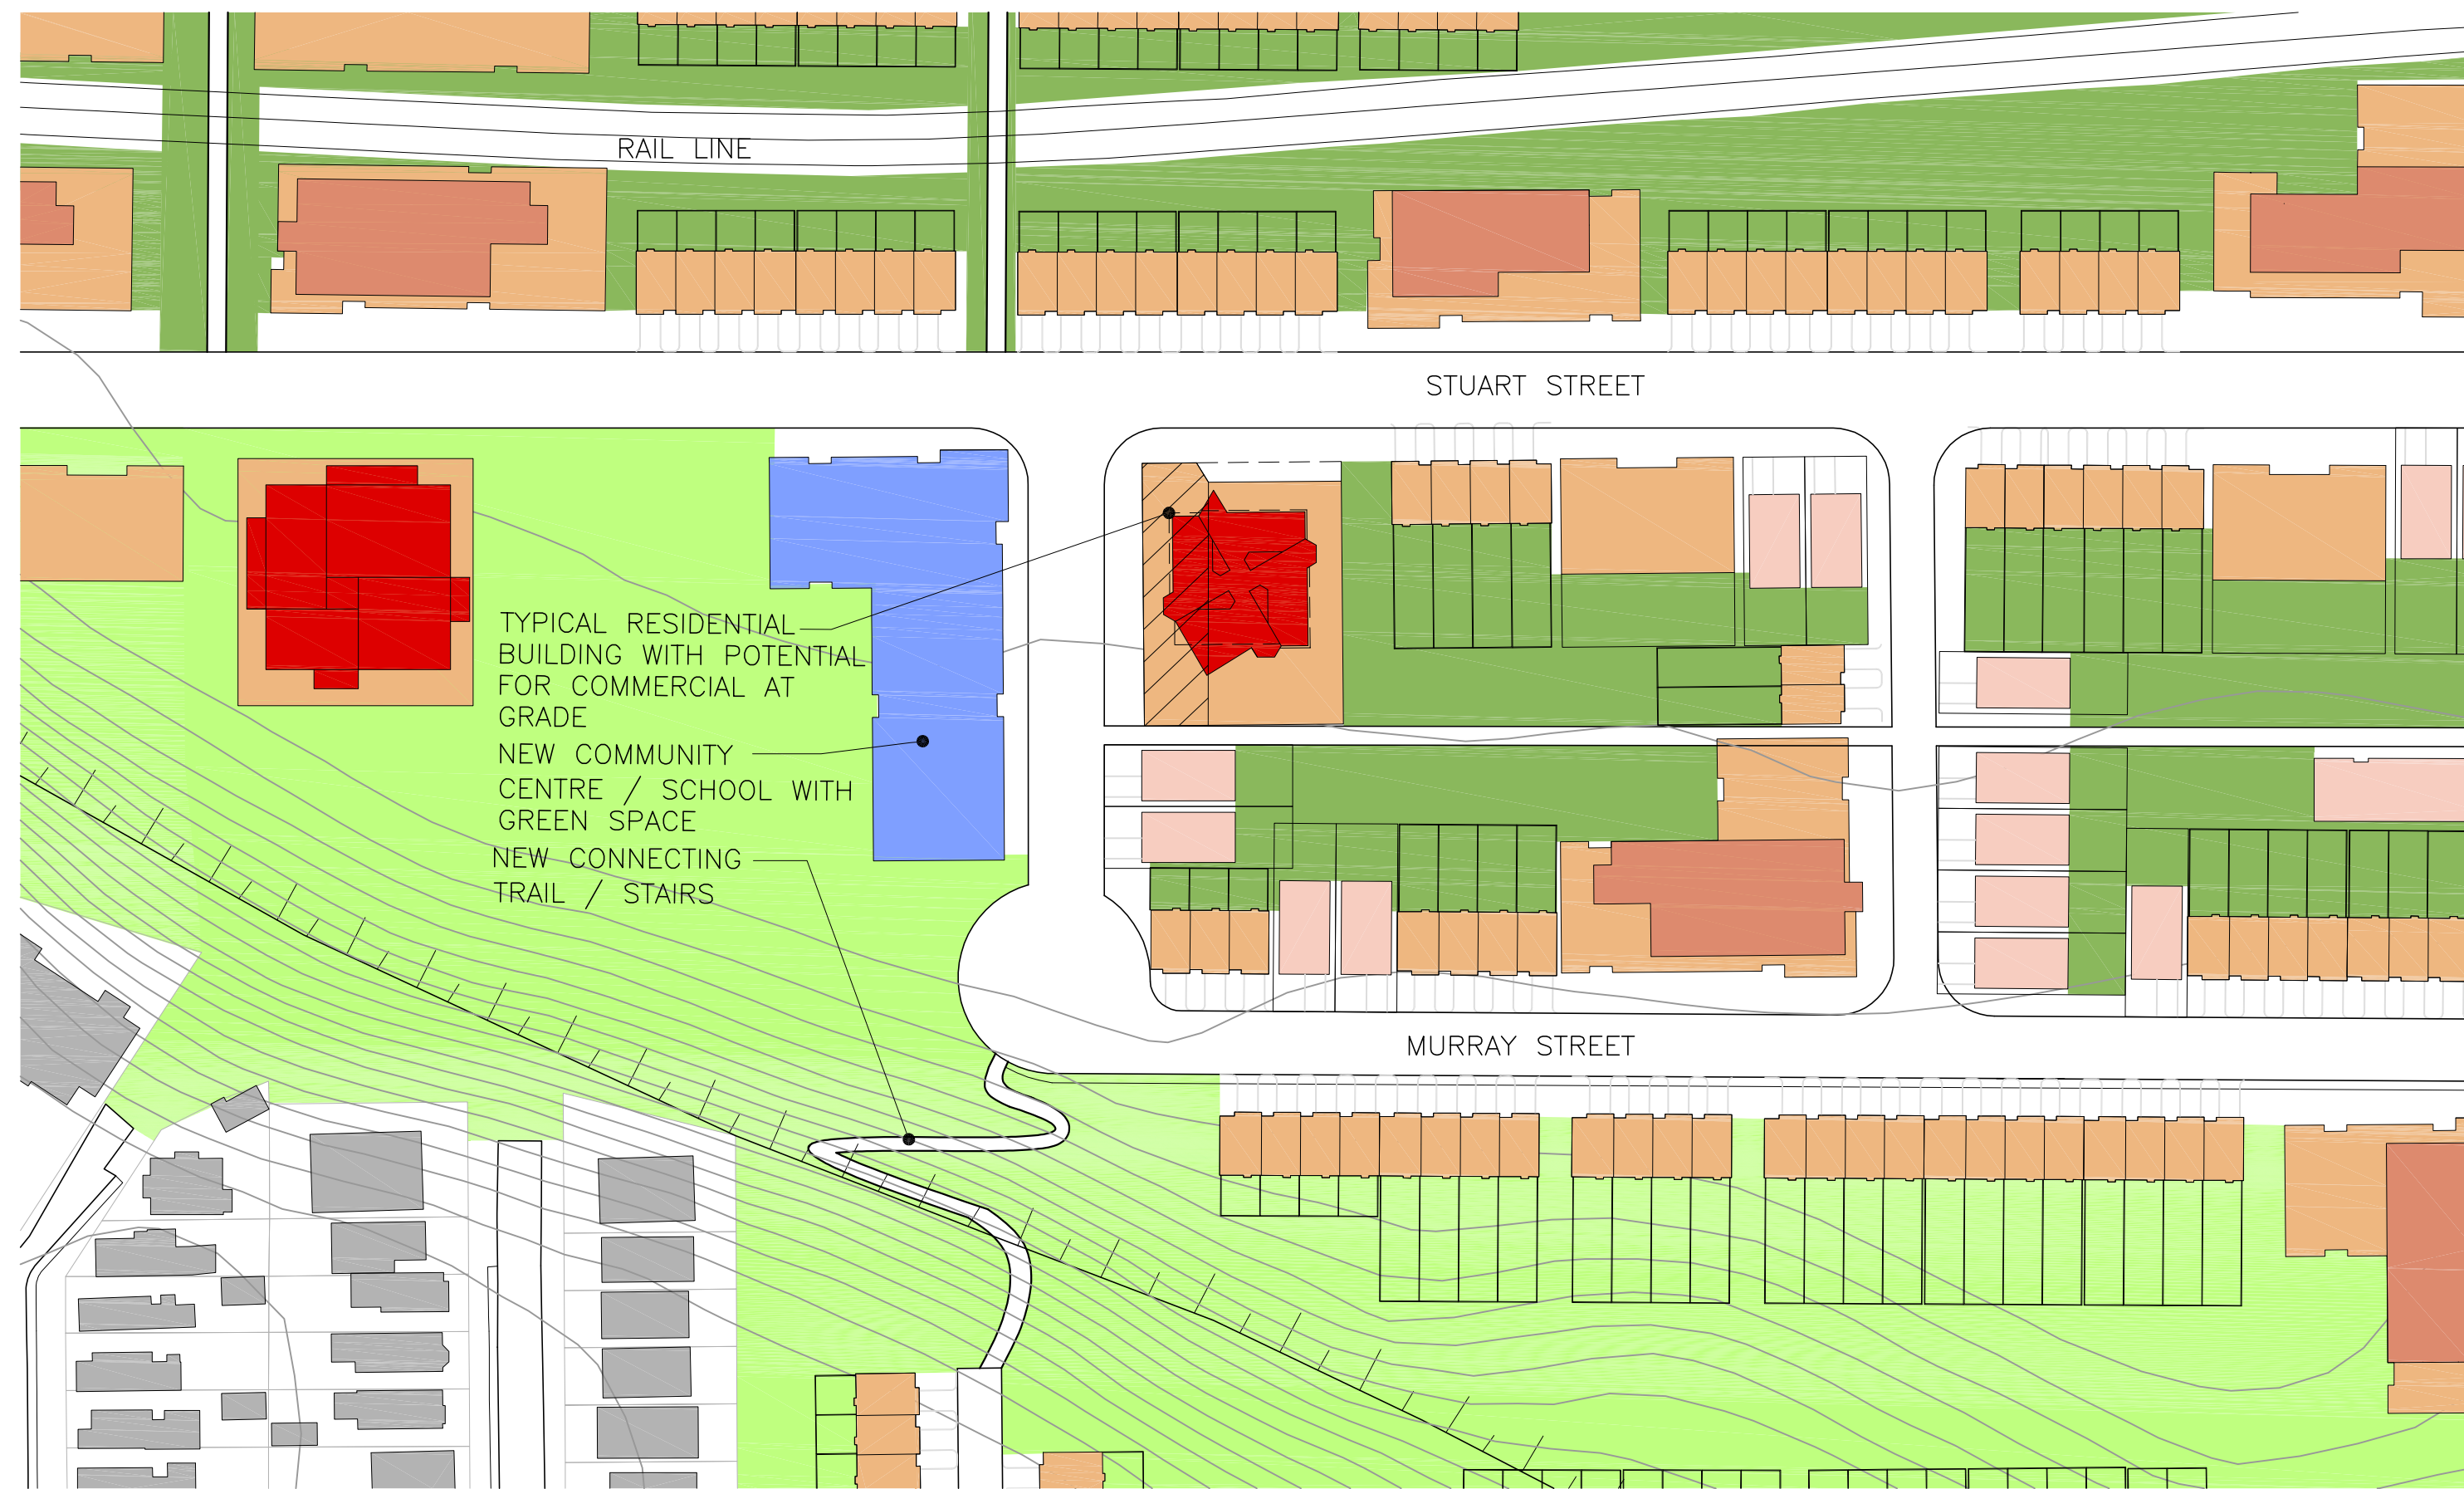 RAIL LINE
STUART STREET
TYPICAL RESIDENTIAL
BUILDING WITH POTENTIAL
FOR COMMERCIAL AT
GRADE
NEW COMMUNITY
CENTRE / SCHOOL WITH
GREEN SPACE
NEW CONNECTING
TRAIL / STAIRS
MURRAY STREET